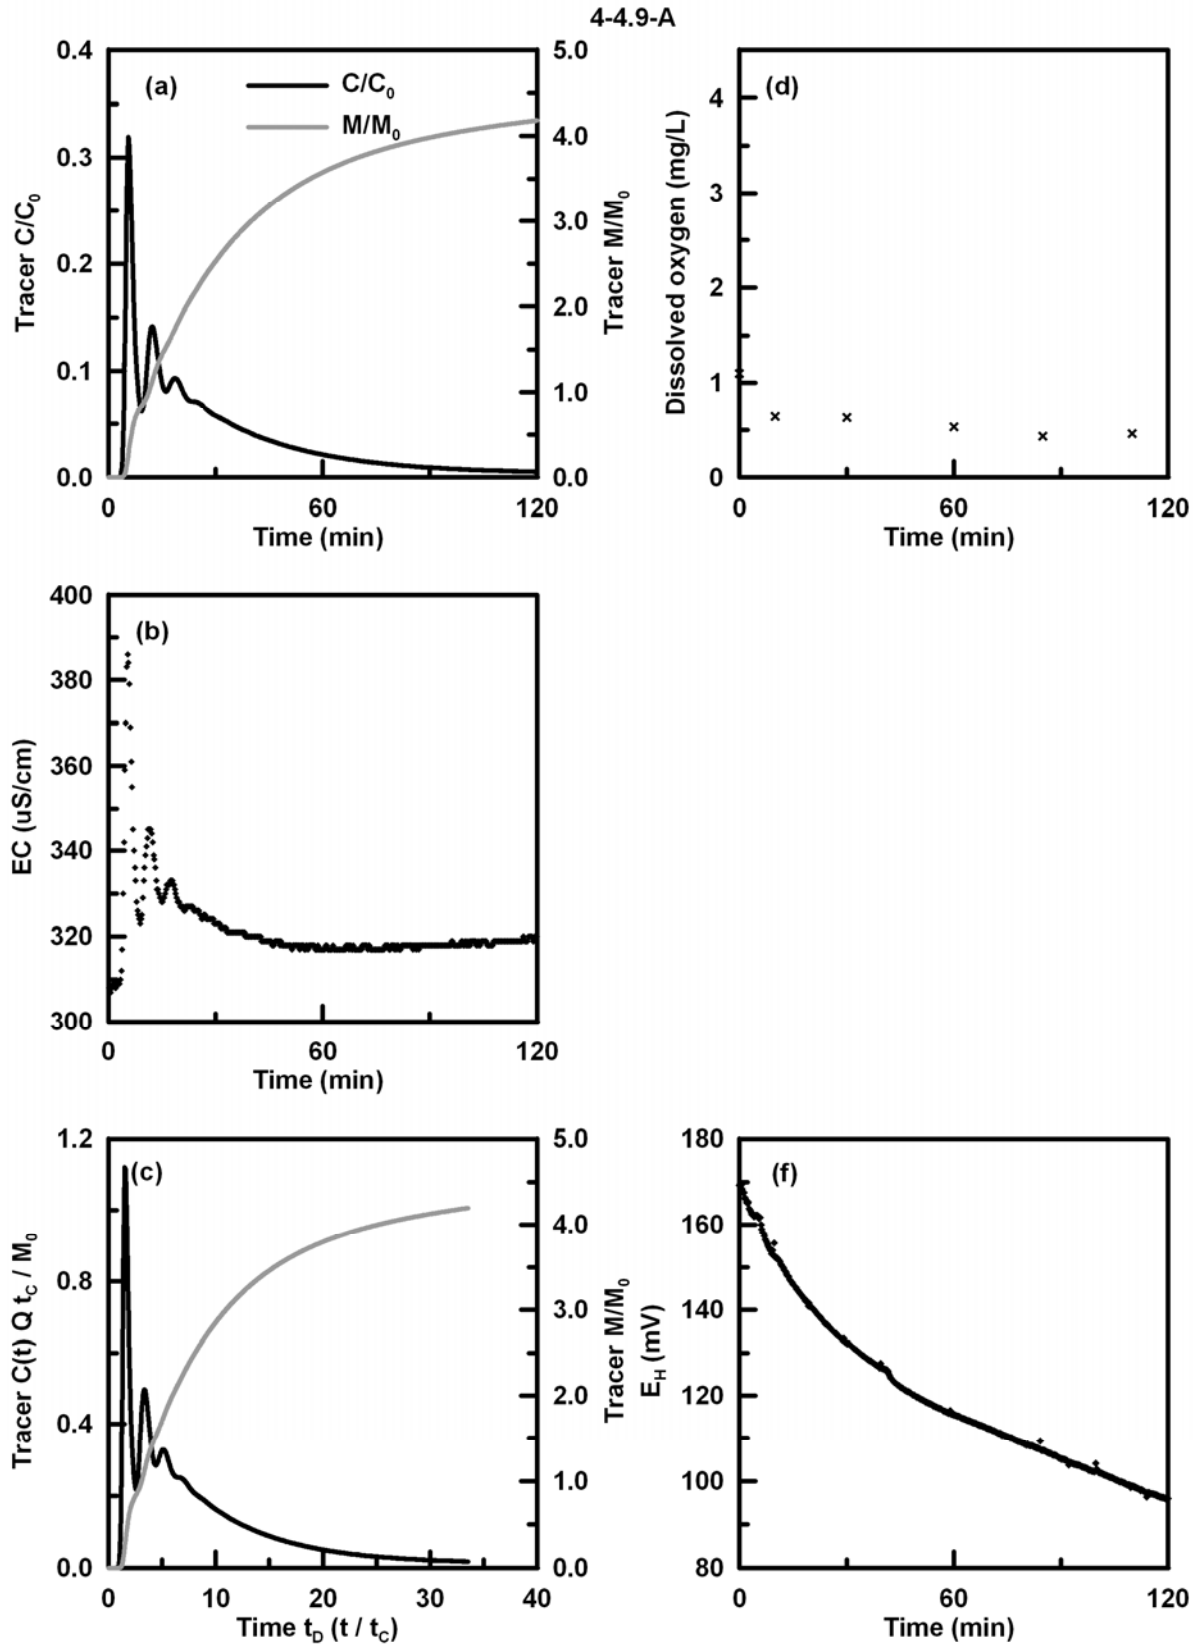 4-4.9-A
(a)
C/C0
M/M0
0.4
0.3
0.2
0.1
0.0
Tracer C/C0
5.0
4.0
3.0
2.0
1.0
0.0
Tracer M/M0
0
60
120
Time (min)
(d)
4
3
2
1
0
Dissolved oxygen (mg/L)
0
60
120
Time (min)
(b)
400
380
360
340
320
300
EC (uS/cm)
0
60
120
Time (min)
(c)
1.2
0.8
0.4
0.0
Tracer C(t) Q tC / M0
5.0
4.0
3.0
2.0
1.0
0.0
Tracer M/M0
0
10
20
30
40
Time tD (t / tC)
(f)
180
160
140
120
100
80
EH (mV)
0
60
120
Time (min)